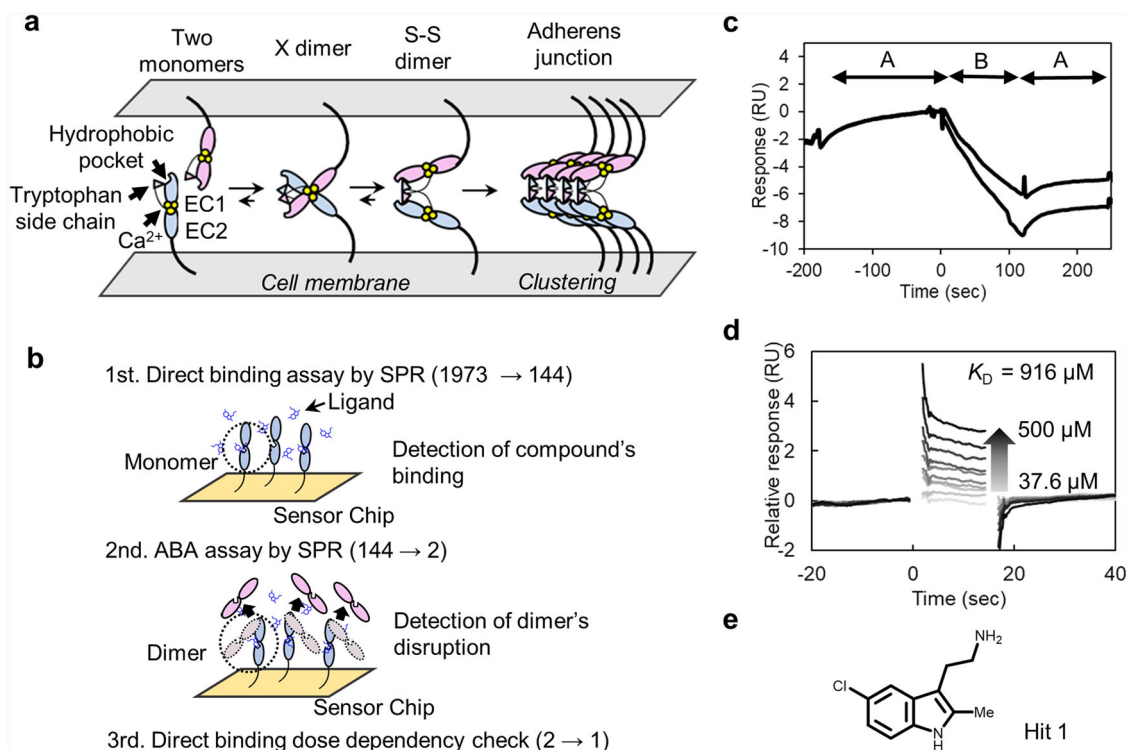 a
Two
monomers
X dimer
S-S
dimer
Adherens
junction
Hydrophobic
pocket
Tryptophan
side chain
Ca²⁺
EC1
EC2
Cell membrane
Clustering
b
1st. Direct binding assay by SPR (1973 → 144)
Ligand
Monomer
Detection of compound's
binding
Sensor Chip
2nd. ABA assay by SPR (144 → 2)
Dimer
Detection of dimer's
disruption
Sensor Chip
3rd. Direct binding dose dependency check (2 → 1)
c
A
B
A
Response (RU)
4
2
0
-2
-4
-6
-8
-10
-200
-100
0
100
200
Time (sec)
d
Relative response (RU)
6
4
2
0
-2
K_D = 916 µM
500 µM
37.6 µM
-20
0
20
40
Time (sec)
e
NH₂
Cl
Me
N
H
Hit 1